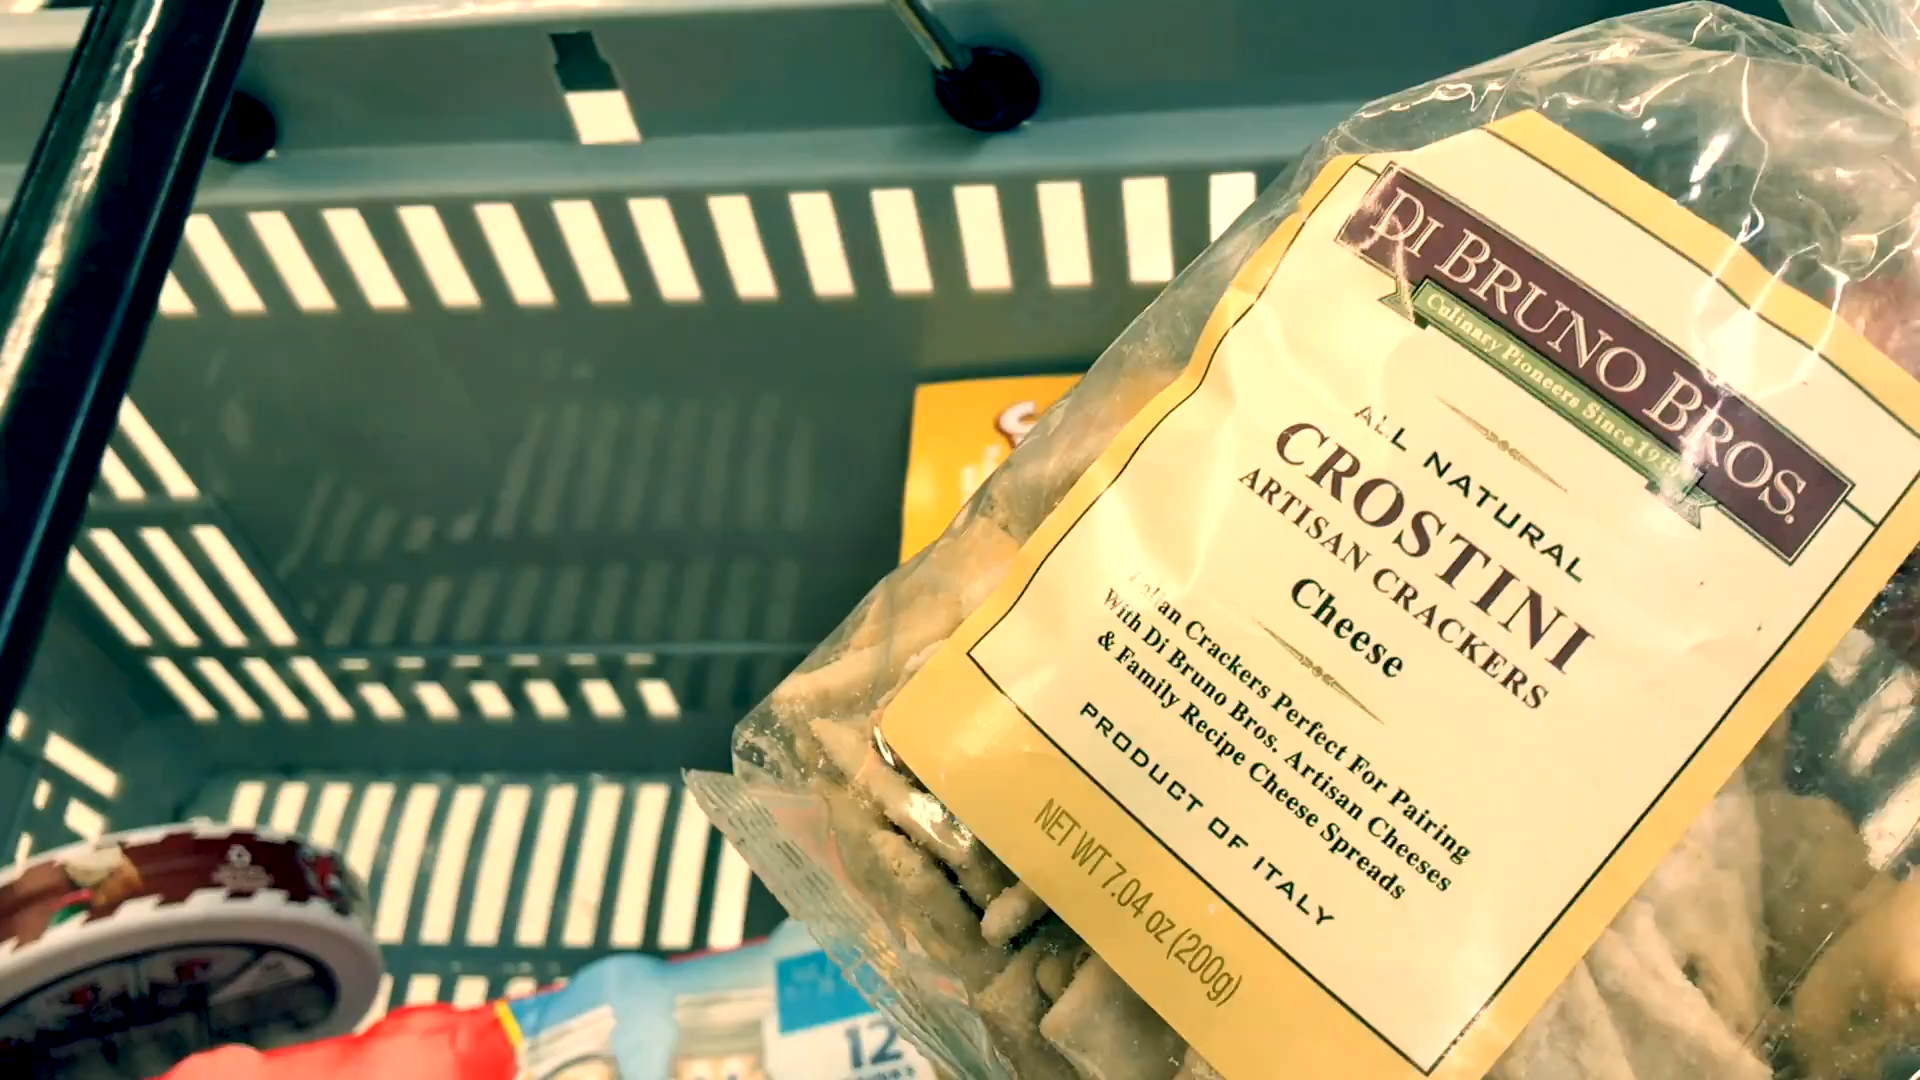 DI BRUNO BROS.
Culinary Pioneers Since 1939
ALL NATURAL
CROSTINI
ARTISAN CRACKERS
Cheese
Italian Crackers Perfect For Pairing
With Di Bruno Bros. Artisan Cheeses
& Family Recipe Cheese Spreads
PRODUCT OF ITALY
NET WT 7.04 oz (200g)
12